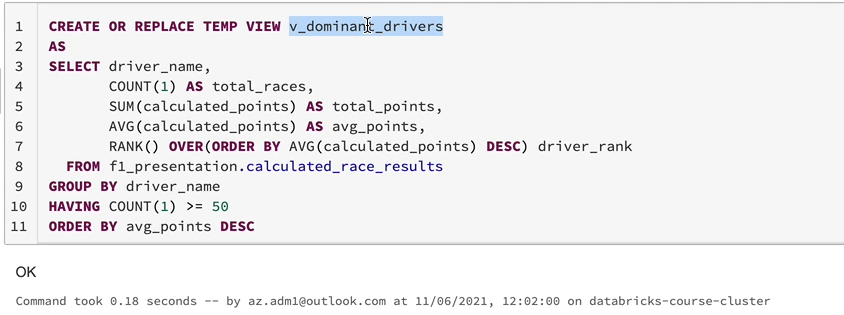 1 CREATE OR REPLACE TEMP VIEW v_dominant_drivers
2 AS
3 SELECT driver_name,
4 COUNT(1) AS total_races,
5 SUM(calculated_points) AS total_points,
6 AVG(calculated_points) AS avg_points,
7 RANK() OVER(ORDER BY AVG(calculated_points) DESC) driver_rank
8 FROM f1_presentation.calculated_race_results
9 GROUP BY driver_name
10 HAVING COUNT(1) >= 50
11 ORDER BY avg_points DESC
OK
Command took 0.18 seconds -- by az.adm1@outlook.com at 11/06/2021, 12:02:00 on databricks-course-cluster